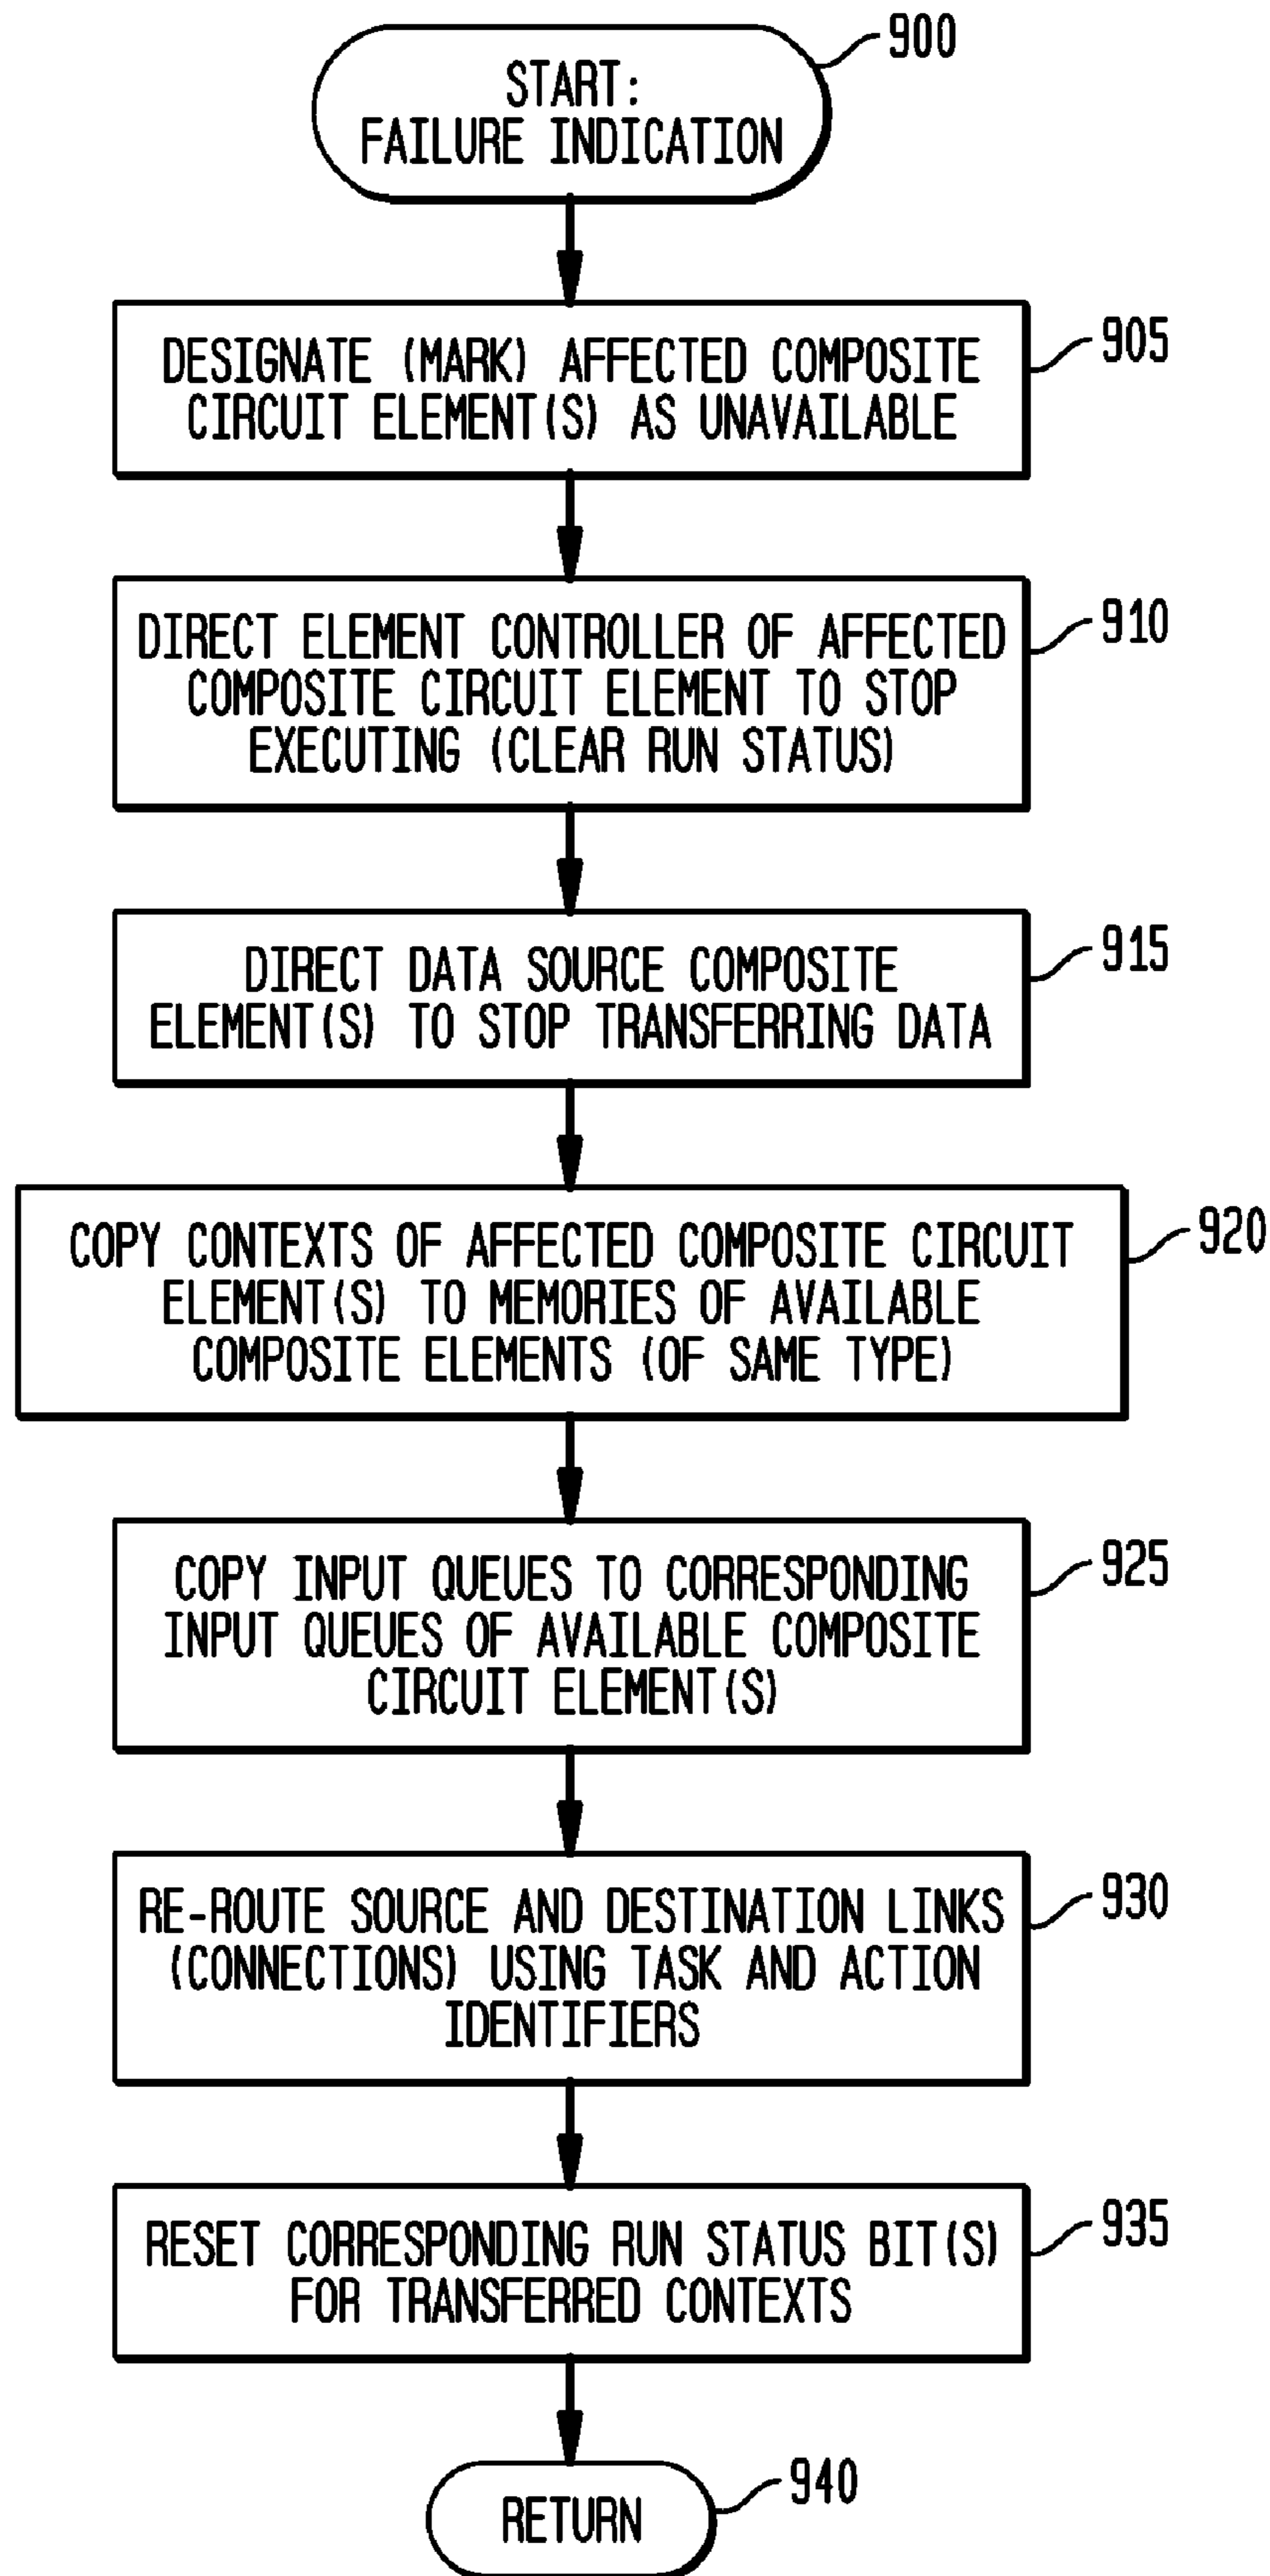 900
START:
FAILURE INDICATION
905
DESIGNATE (MARK) AFFECTED COMPOSITE
CIRCUIT ELEMENT(S) AS UNAVAILABLE
910
DIRECT ELEMENT CONTROLLER OF AFFECTED
COMPOSITE CIRCUIT ELEMENT TO STOP
EXECUTING (CLEAR RUN STATUS)
915
DIRECT DATA SOURCE COMPOSITE
ELEMENT(S) TO STOP TRANSFERRING DATA
920
COPY CONTEXTS OF AFFECTED COMPOSITE CIRCUIT
ELEMENT(S) TO MEMORIES OF AVAILABLE
COMPOSITE ELEMENTS (OF SAME TYPE)
925
COPY INPUT QUEUES TO CORRESPONDING
INPUT QUEUES OF AVAILABLE COMPOSITE
CIRCUIT ELEMENT(S)
930
RE-ROUTE SOURCE AND DESTINATION LINKS
(CONNECTIONS) USING TASK AND ACTION
IDENTIFIERS
935
RESET CORRESPONDING RUN STATUS BIT(S)
FOR TRANSFERRED CONTEXTS
940
RETURN